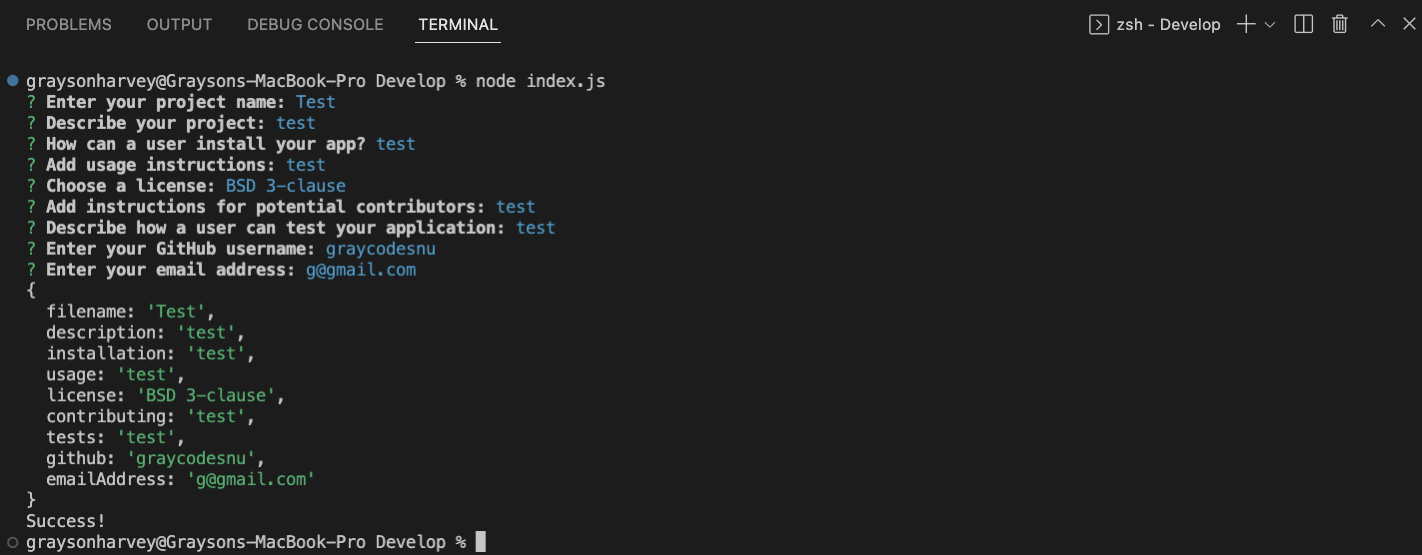 PROBLEMS OUTPUT DEBUG CONSOLE TERMINAL zsh - Develop
graysonharvey@Graysons-MacBook-Pro Develop % node index.js
? Enter your project name: Test
? Describe your project: test
? How can a user install your app? test
? Add usage instructions: test
? Choose a license: BSD 3-clause
? Add instructions for potential contributors: test
? Describe how a user can test your application: test
? Enter your GitHub username: graycodesnu
? Enter your email address: g@gmail.com
{
  filename: 'Test',
  description: 'test',
  installation: 'test',
  usage: 'test',
  license: 'BSD 3-clause',
  contributing: 'test',
  tests: 'test',
  github: 'graycodesnu',
  emailAddress: 'g@gmail.com'
}
Success!
graysonharvey@Graysons-MacBook-Pro Develop %